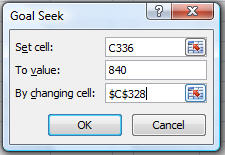 Goal Seek
Set cell: C336
To value: 840
By changing cell: $C$328
OK Cancel